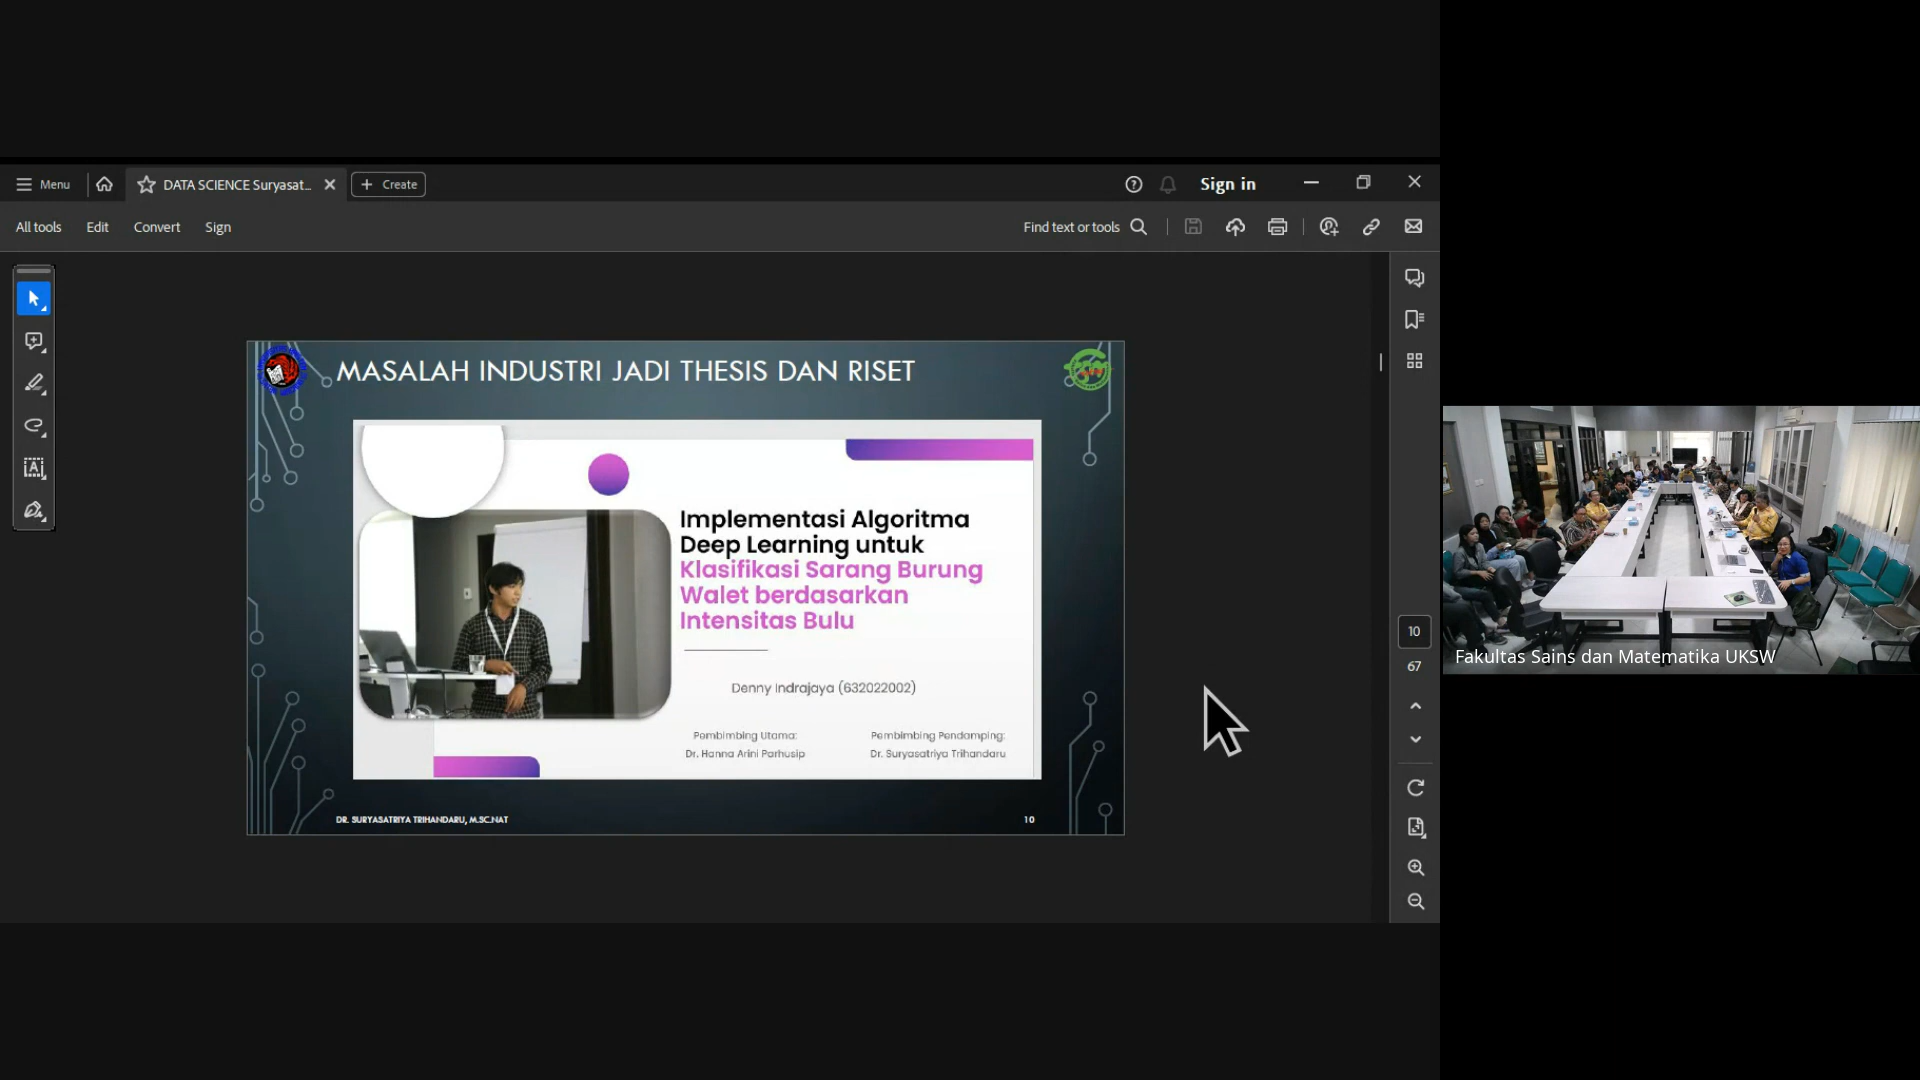 Menu
DATA SCIENCE Suryasat...
Create
Sign in
All tools
Edit
Convert
Sign
Find text or tools
MASALAH INDUSTRI JADI THESIS DAN RISET
Implementasi Algoritma
Deep Learning untuk
Klasifikasi Sarang Burung
Walet berdasarkan
Intensitas Bulu
Denny Indrajaya (632022002)
Pembimbing Utama:
Dr. Hanna Arini Parhusip
Pembimbing Pendamping:
Dr. Suryasatriya Trihandaru
DR. SURYASATRIYA TRIHANDARU, M.SC.NAT
10
10
67
Fakultas Sains dan Matematika UKSW